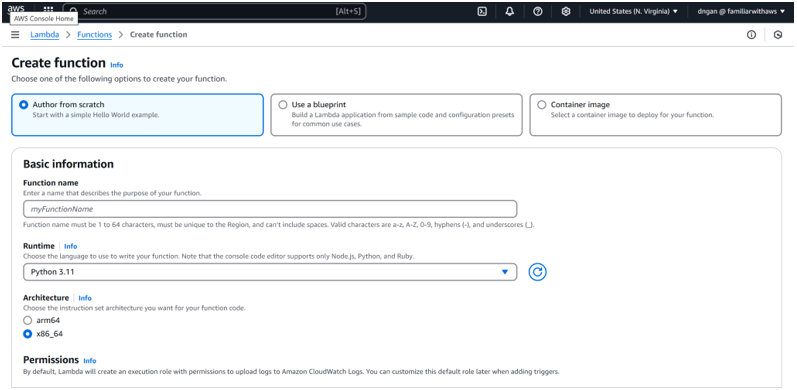 aws
Search
[Alt+S]
United States (N. Virginia)
dngan @ familiarwithaws
AWS Console Home
Lambda > Functions > Create function
Create function Info
Choose one of the following options to create your function.
Author from scratch
Start with a simple Hello World example.
Use a blueprint
Build a Lambda application from sample code and configuration presets
for common use cases.
Container image
Select a container image to deploy for your function.
Basic information
Function name
Enter a name that describes the purpose of your function.
myFunctionName
Function name must be 1 to 64 characters, must be unique to the Region, and can't include spaces. Valid characters are a-z, A-Z, 0-9, hyphens (-), and underscores (_).
Runtime Info
Choose the language to use to write your function. Note that the console code editor supports only Node.js, Python, and Ruby.
Python 3.11
Architecture Info
Choose the instruction set architecture you want for your function code.
arm64
x86_64
Permissions Info
By default, Lambda will create an execution role with permissions to upload logs to Amazon CloudWatch Logs. You can customize this default role later when adding triggers.